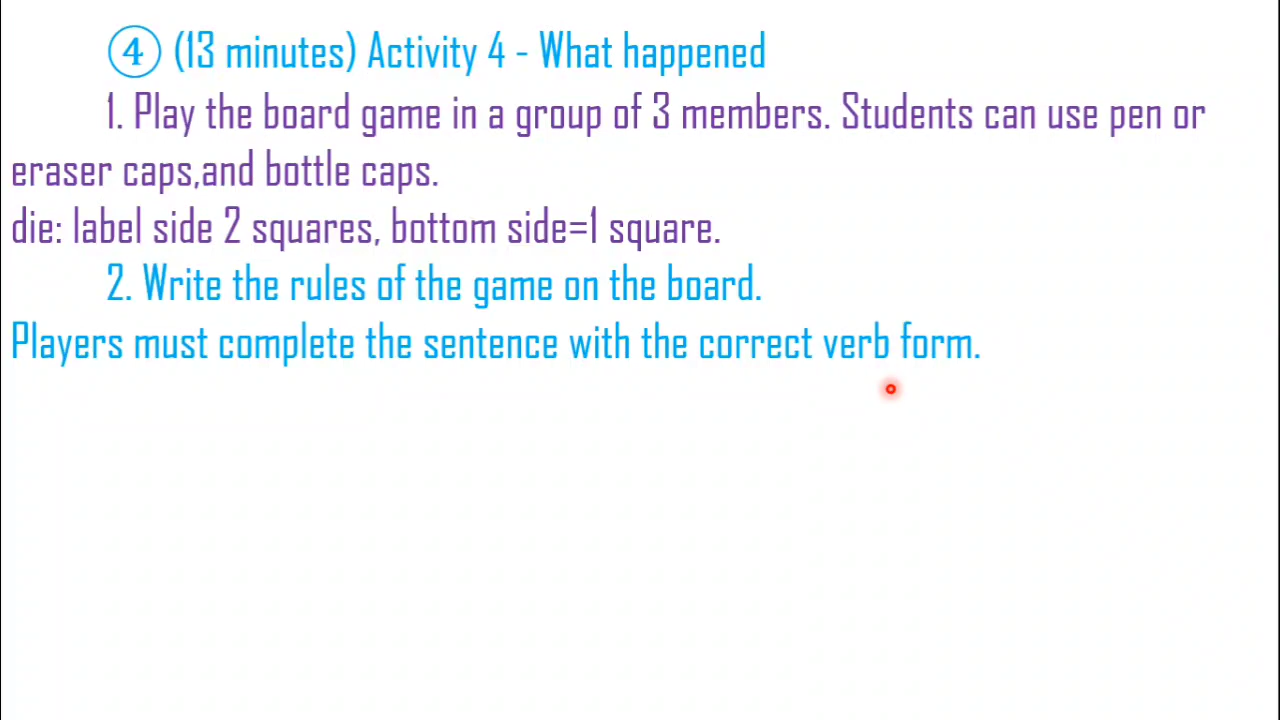 ④ (13 minutes) Activity 4 - What happened
1. Play the board game in a group of 3 members. Students can use pen or
eraser caps,and bottle caps.
die: label side 2 squares, bottom side=1 square.
2. Write the rules of the game on the board.
Players must complete the sentence with the correct verb form.